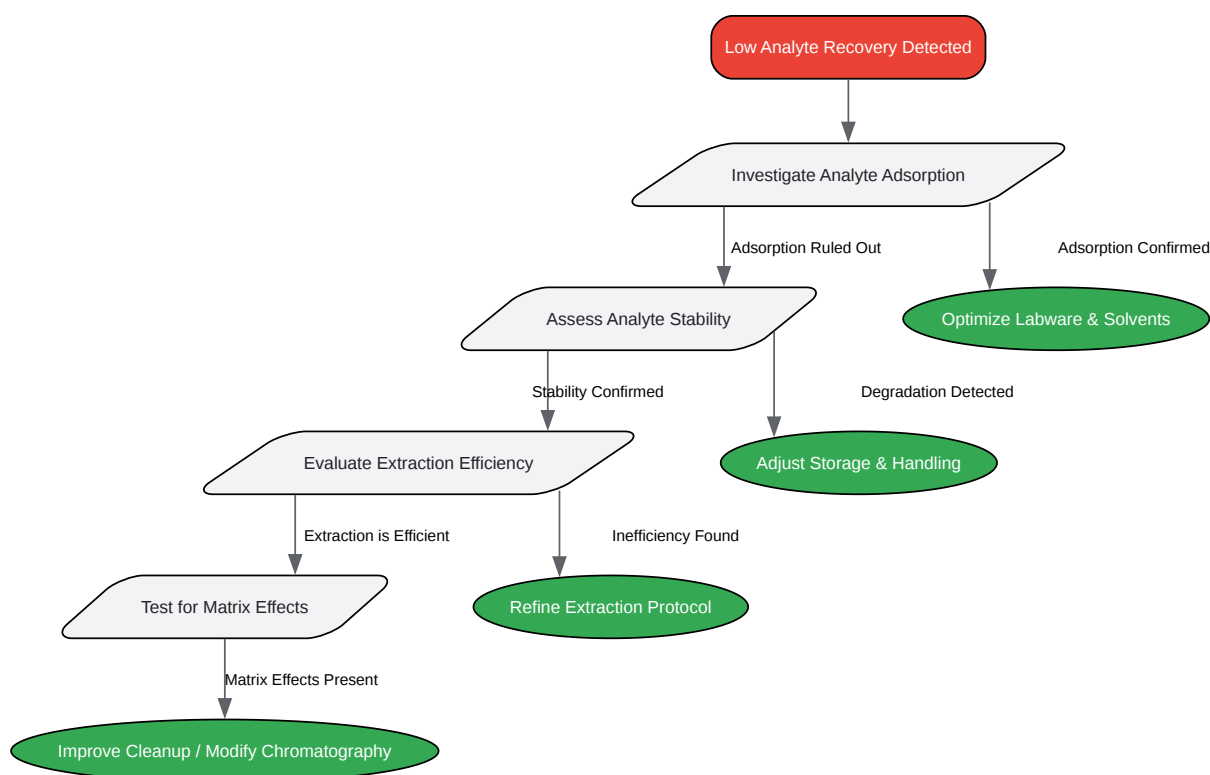 Low Analyte Recovery Detected
Investigate Analyte Adsorption
Adsorption Ruled Out
Adsorption Confirmed
Assess Analyte Stability
Optimize Labware & Solvents
Stability Confirmed
Degradation Detected
Evaluate Extraction Efficiency
Adjust Storage & Handling
Extraction is Efficient
Inefficiency Found
Test for Matrix Effects
Refine Extraction Protocol
Matrix Effects Present
Improve Cleanup / Modify Chromatography